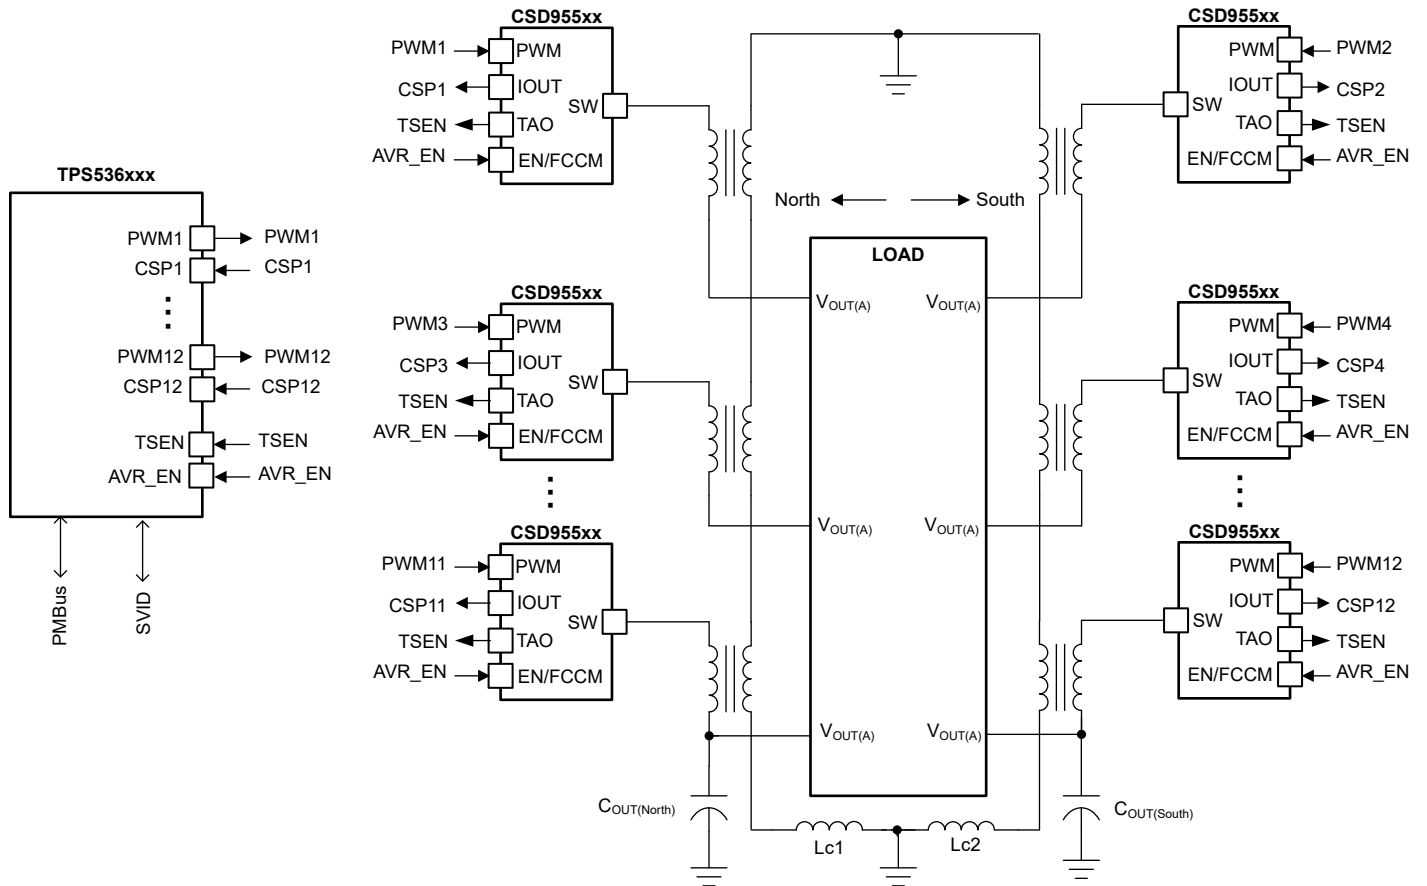 TPS536xxx
PWM1
PWM1
CSP1
CSP1
PWM12
PWM12
CSP12
CSP12
TSEN
TSEN
AVR_EN
AVR_EN
PMBus
SVID
CSD955xx
PWM1
PWM
CSP1
IOUT
SW
TSEN
TAO
AVR_EN
EN/FCCM
CSD955xx
PWM3
PWM
CSP3
IOUT
SW
TSEN
TAO
AVR_EN
EN/FCCM
CSD955xx
PWM11
PWM
CSP11
IOUT
SW
TSEN
TAO
AVR_EN
EN/FCCM
North
South
LOAD
VOUT(A)
VOUT(A)
VOUT(A)
VOUT(A)
VOUT(A)
VOUT(A)
COUT(North)
COUT(South)
Lc1
Lc2
CSD955xx
PWM
PWM2
IOUT
CSP2
SW
TAO
TSEN
EN/FCCM
AVR_EN
CSD955xx
PWM
PWM4
IOUT
CSP4
SW
TAO
TSEN
EN/FCCM
AVR_EN
CSD955xx
PWM
PWM12
IOUT
CSP12
SW
TAO
TSEN
EN/FCCM
AVR_EN